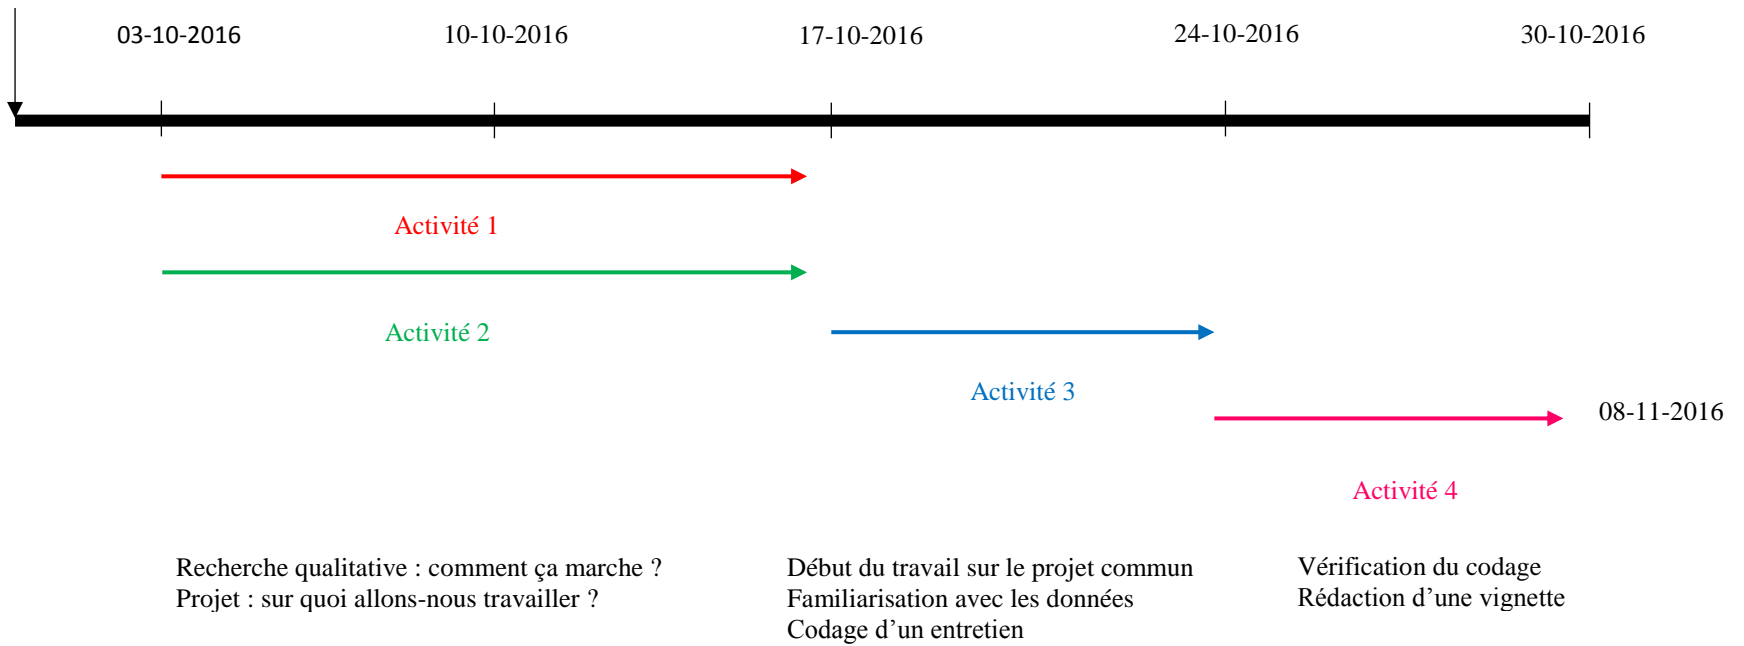 03-10-2016
10-10-2016
17-10-2016
24-10-2016
30-10-2016
Activité 1
Activité 2
Activité 3
08-11-2016
Activité 4
Recherche qualitative : comment ça marche ?
Projet : sur quoi allons-nous travailler ?
Début du travail sur le projet commun
Familiarisation avec les données
Codage d’un entretien
Vérification du codage
Rédaction d’une vignette